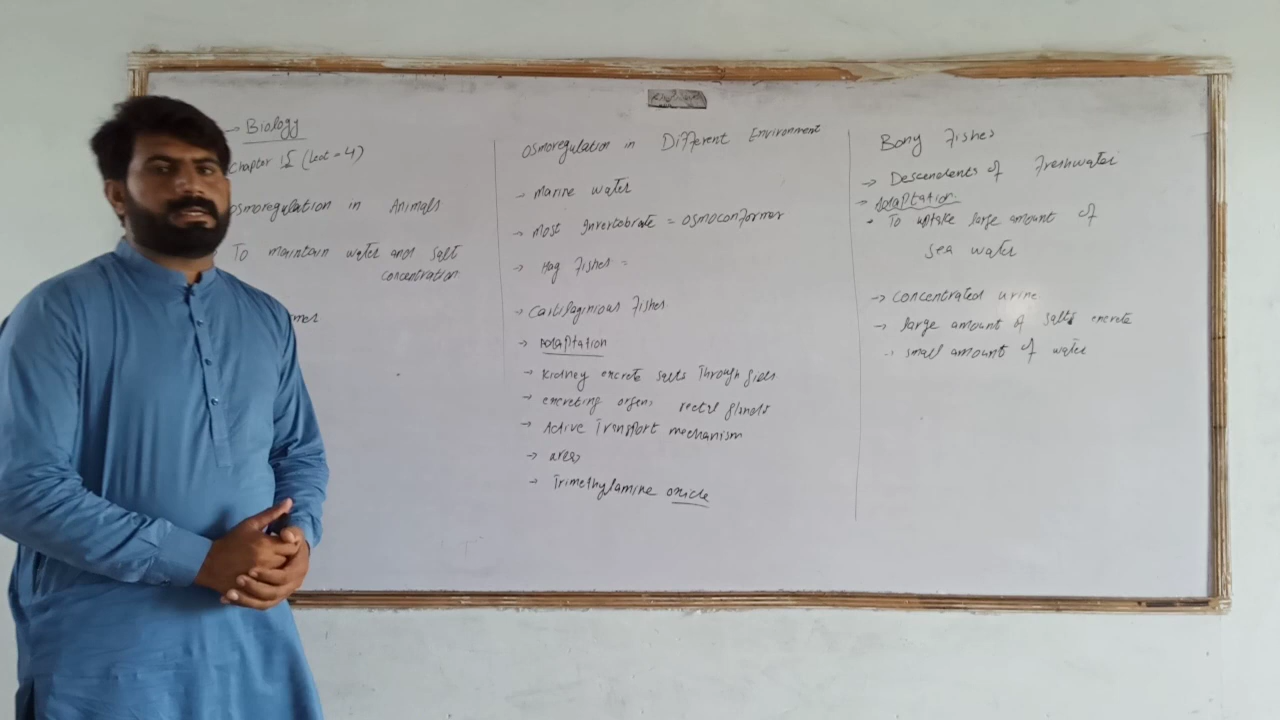 → Biology
Chapter 15 (Lect = 4)
Osmoregulation in Animals
To maintain water and salt
concentration
mer
Osmoregulation in Different Environment
→ Marine water
→ Most Invertebrate = Osmoconformer
→ Hag Fishes =
→ Cartilaginious Fishes
→ Adaptation
→ Kidney excrete salts Through gills
→ excreting organ, rectal glands
→ Active Transport mechanism
→ urea
→ Trimethylamine oxide
Bony Fishes
→ Descendents of Freshwater
→ Adaptation
• To uptake large amount of
sea water
→ Concentrated urine
→ large amount of salts excrete
→ small amount of water